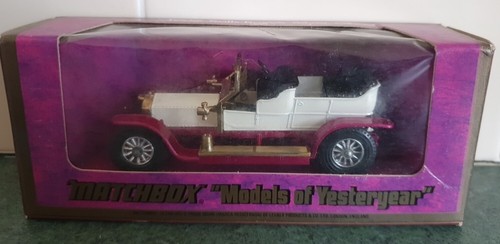 "MATCHBOX" "Models of Yesteryear"